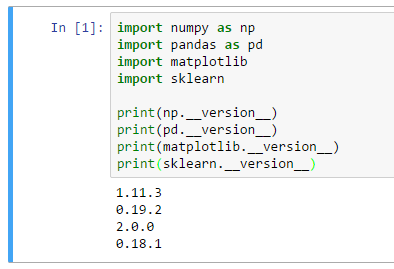 In [1]: import numpy as np
import pandas as pd
import matplotlib
import sklearn
print(np.__version__)
print(pd.__version__)
print(matplotlib.__version__)
print(sklearn.__version__)
1.11.3
0.19.2
2.0.0
0.18.1